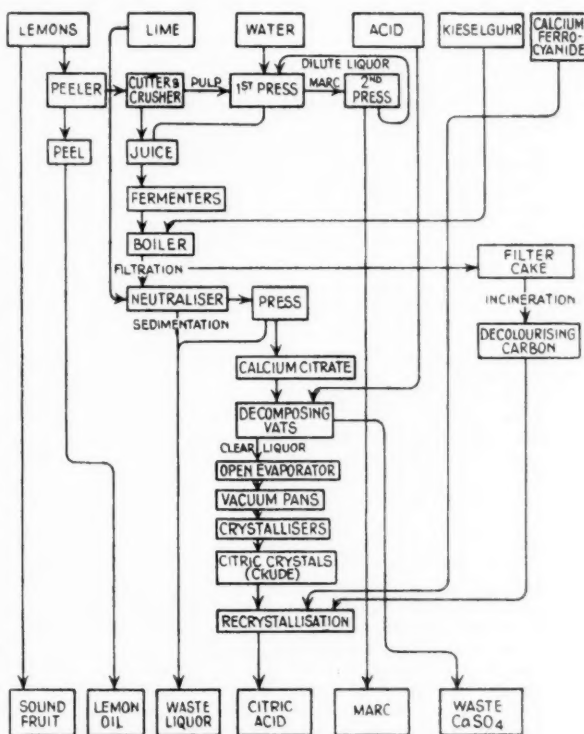 LEMONS
LIME
WATER
ACID
KIESELGUHR
CALCIUM
FERRO-
CYANIDE
DILUTE LIQUOR
PEELER
CUTTER &
CRUSHER
PULP
1ST PRESS
MARC
2ND
PRESS
PEEL
JUICE
FERMENTERS
BOILER
FILTRATION
FILTER
CAKE
INCINERATION
NEUTRALISER
PRESS
SEDIMENTATION
DECOLOURISING
CARBON
CALCIUM CITRATE
DECOMPOSING
VATS
CLEAR LIQUOR
OPEN EVAPORATOR
VACUUM PANS
CRYSTALLISERS
CITRIC CRYSTALS
(CRUDE)
RECRYSTALLISATION
SOUND
FRUIT
LEMON
OIL
WASTE
LIQUOR
CITRIC
ACID
MARC
WASTE
CaSO4